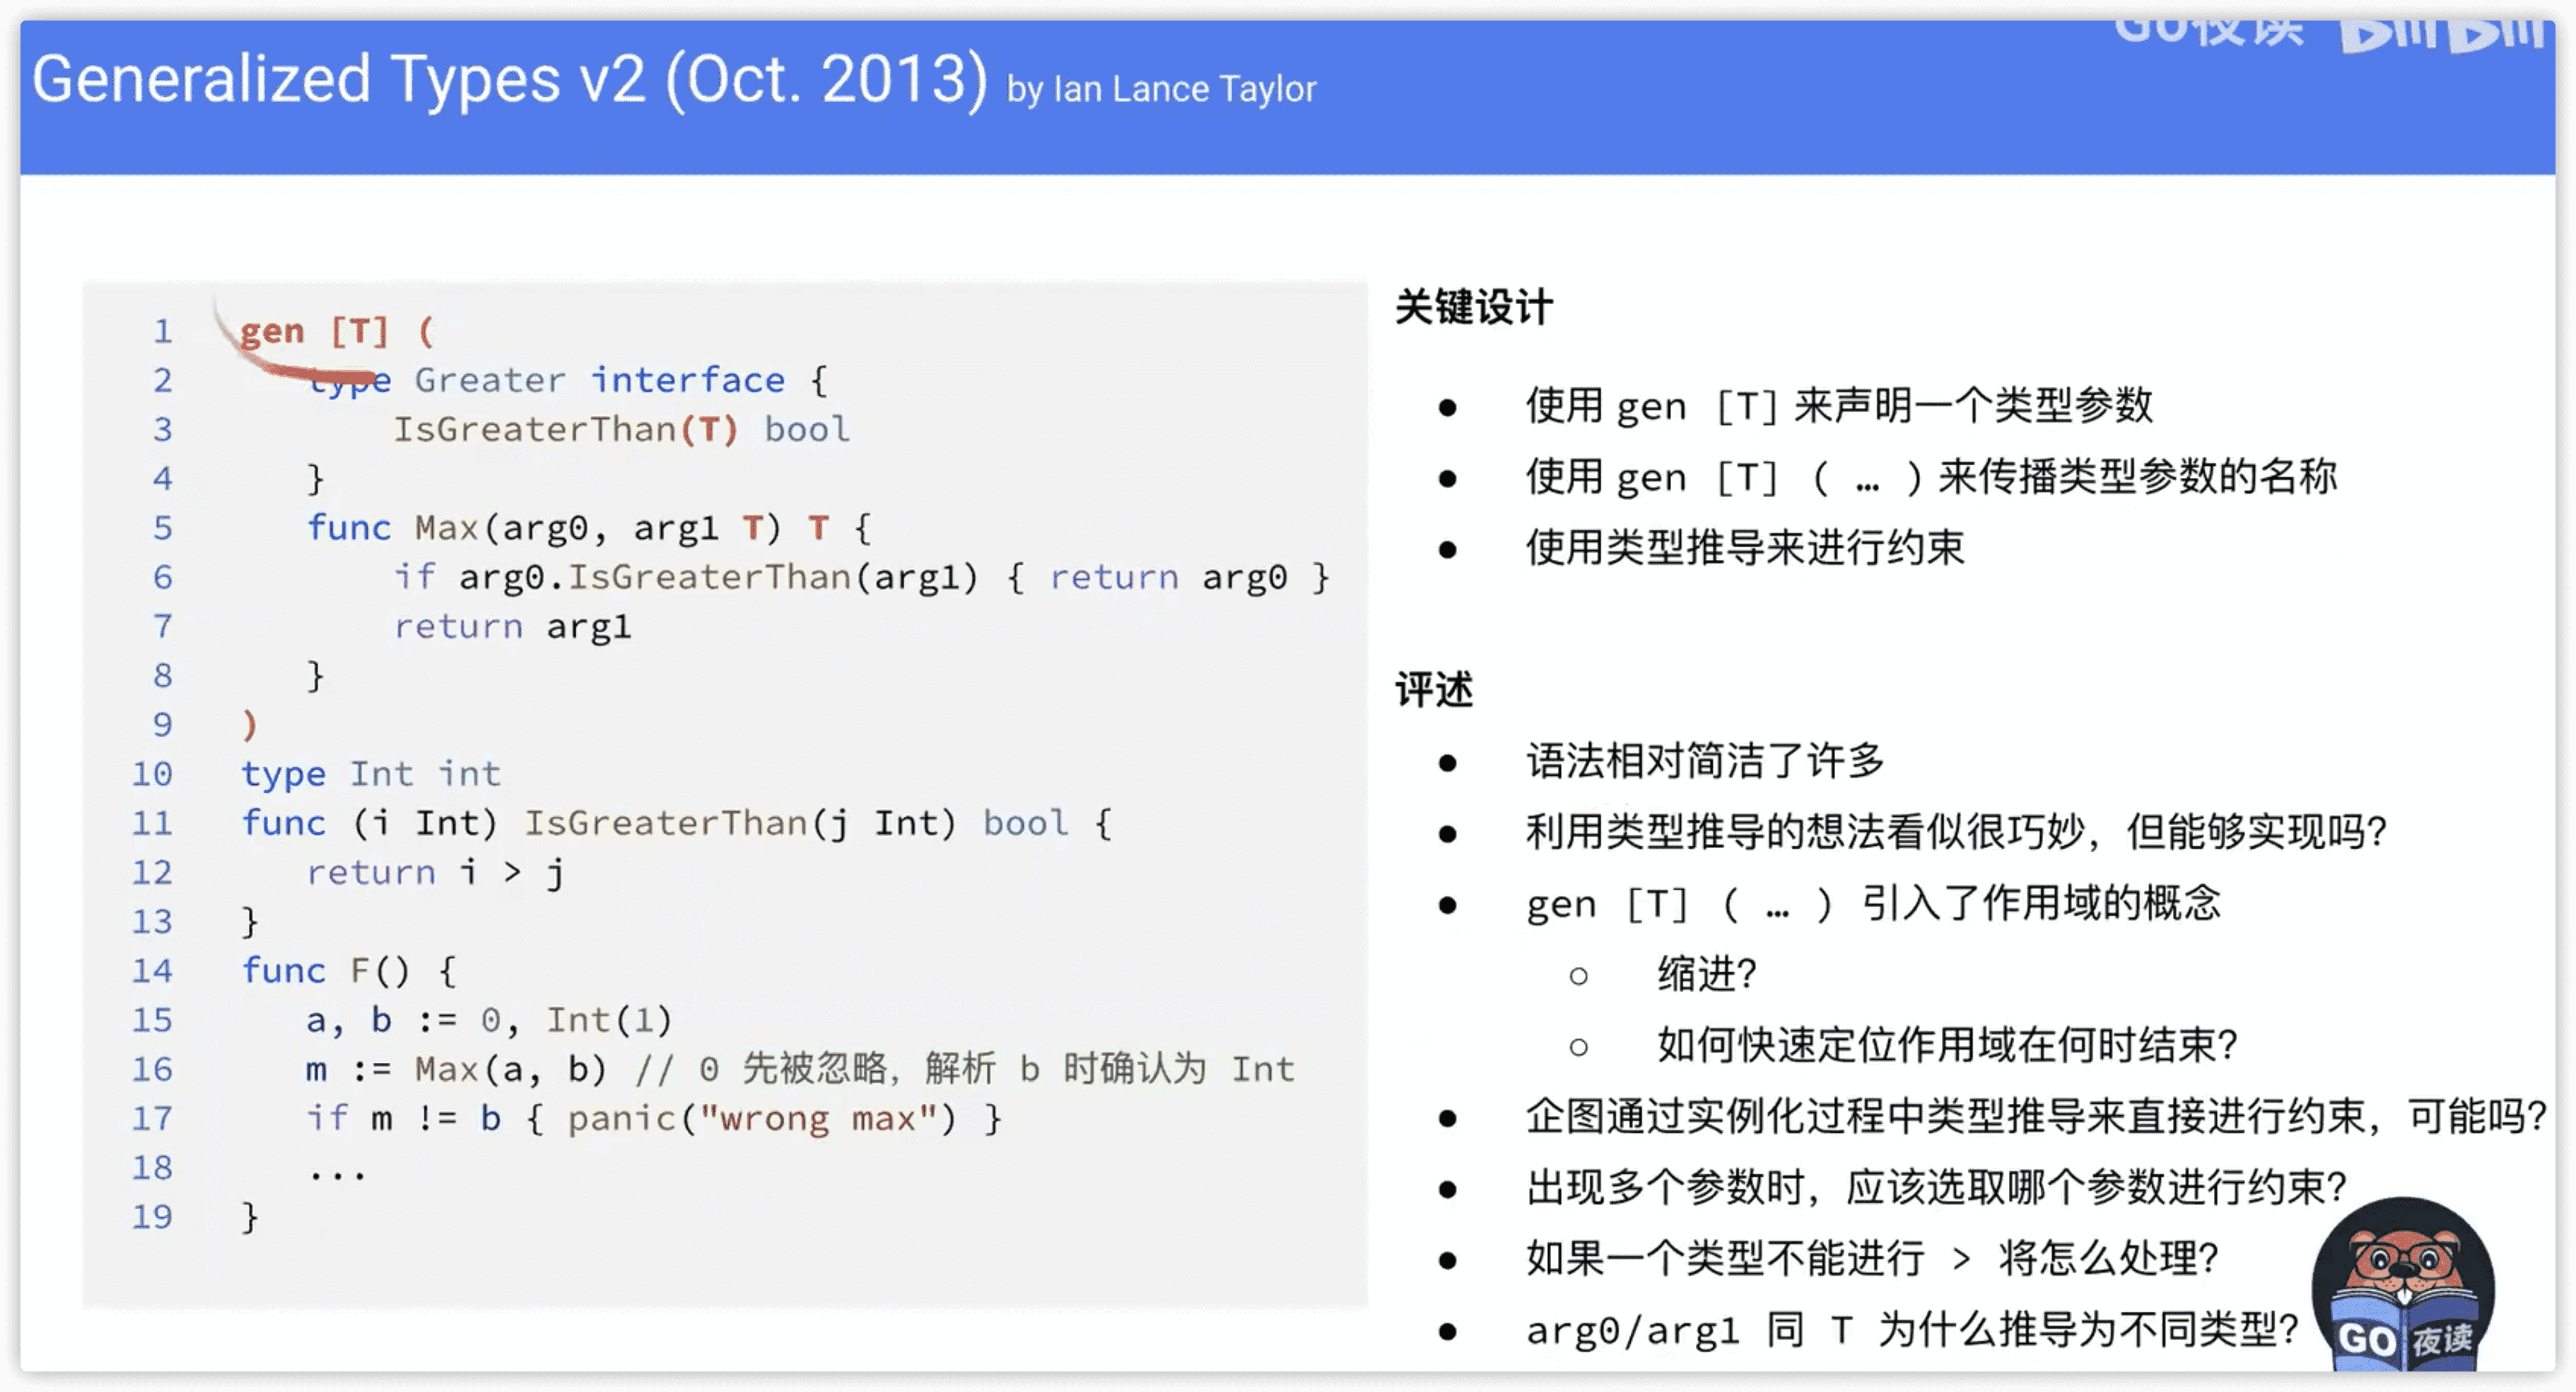 Go夜读 bilibili
Generalized Types v2 (Oct. 2013) by Ian Lance Taylor
1 gen [T] (
2 type Greater interface {
3 IsGreaterThan(T) bool
4 }
5 func Max(arg0, arg1 T) T {
6 if arg0.IsGreaterThan(arg1) { return arg0 }
7 return arg1
8 }
9 )
10 type Int int
11 func (i Int) IsGreaterThan(j Int) bool {
12 return i > j
13 }
14 func F() {
15 a, b := 0, Int(1)
16 m := Max(a, b) // 0 先被忽略，解析 b 时确认为 Int
17 if m != b { panic("wrong max") }
18 ...
19 }
关键设计
● 使用 gen [T] 来声明一个类型参数
● 使用 gen [T] ( … ) 来传播类型参数的名称
● 使用类型推导来进行约束
评述
● 语法相对简洁了许多
● 利用类型推导的想法看似很巧妙，但能够实现吗？
● gen [T] ( … ) 引入了作用域的概念
○ 缩进？
○ 如何快速定位作用域在何时结束？
● 企图通过实例化过程中类型推导来直接进行约束，可能吗？
● 出现多个参数时，应该选取哪个参数进行约束？
● 如果一个类型不能进行 > 将怎么处理？
● arg0/arg1 同 T 为什么推导为不同类型？
GO 夜读